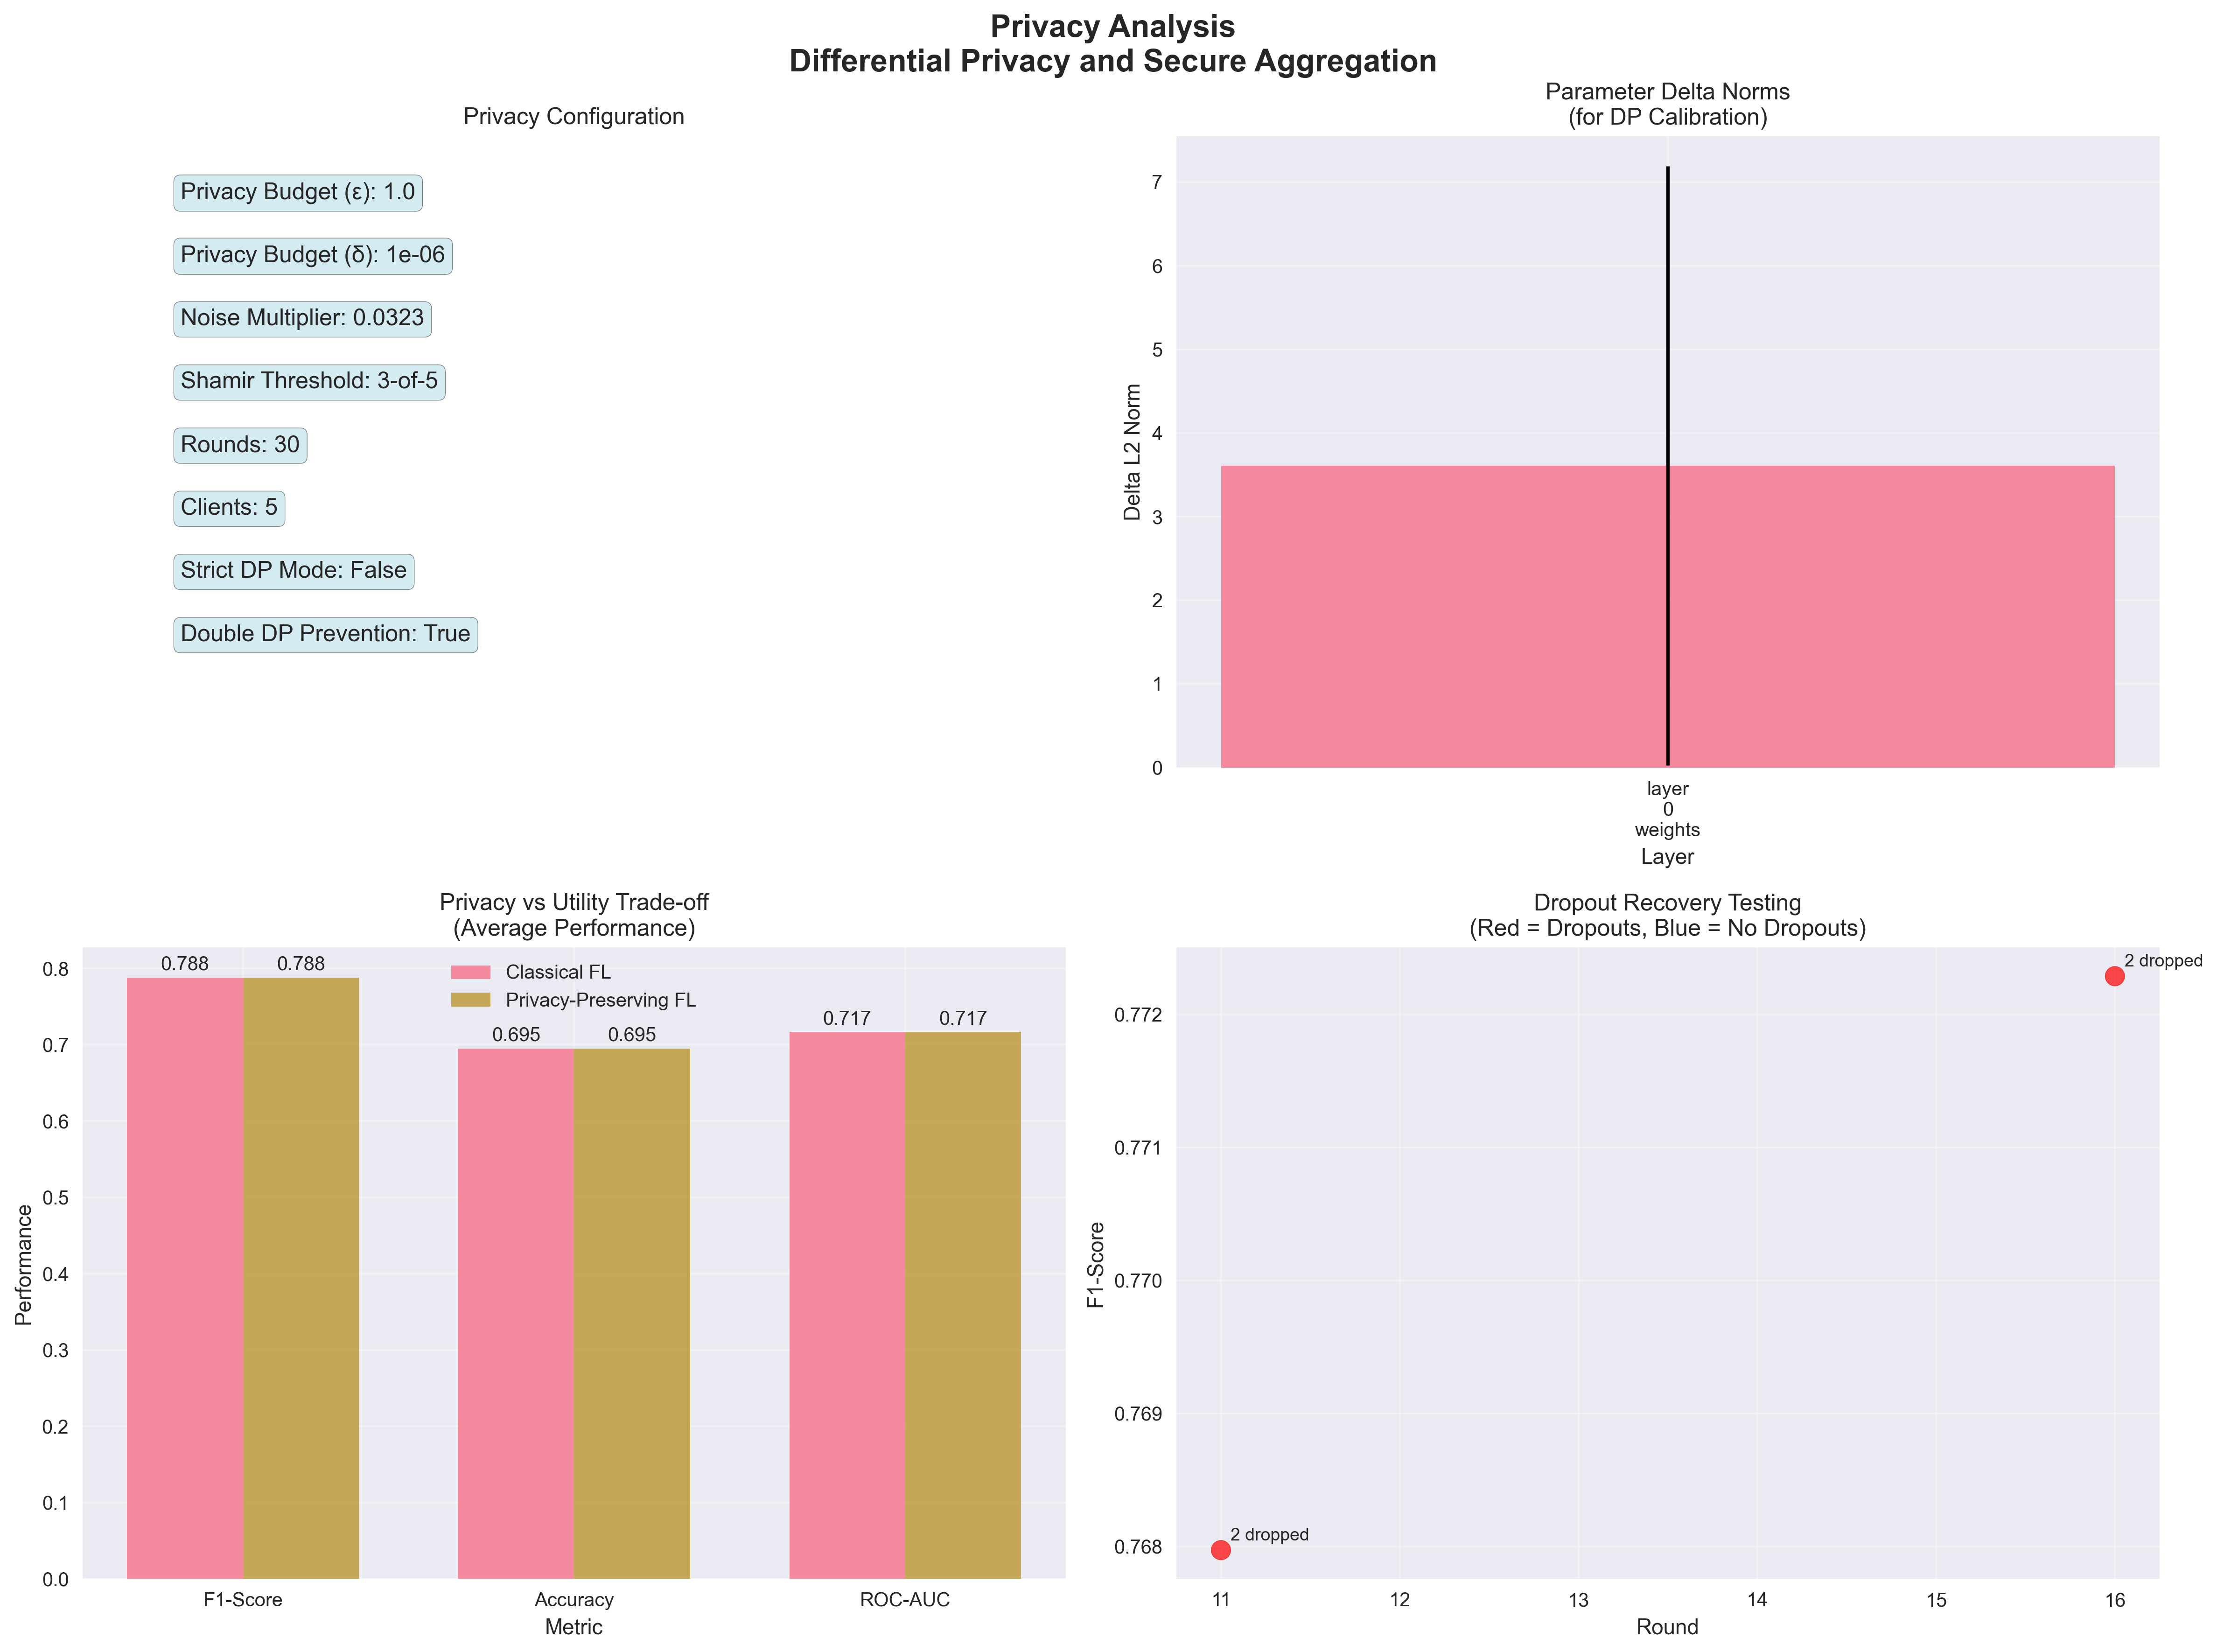 Privacy Analysis
Differential Privacy and Secure Aggregation
Privacy Configuration
Privacy Budget (ε): 1.0
Privacy Budget (δ): 1e-06
Noise Multiplier: 0.0323
Shamir Threshold: 3-of-5
Rounds: 30
Clients: 5
Strict DP Mode: False
Double DP Prevention: True
Parameter Delta Norms
(for DP Calibration)
7
6
5
4
3
2
1
0
Delta L2 Norm
layer
0
weights
Layer
Privacy vs Utility Trade-off
(Average Performance)
0.8
0.7
0.6
0.5
0.4
0.3
0.2
0.1
0.0
Performance
0.788
0.788
Classical FL
Privacy-Preserving FL
0.695
0.695
0.717
0.717
F1-Score
Accuracy
ROC-AUC
Metric
Dropout Recovery Testing
(Red = Dropouts, Blue = No Dropouts)
2 dropped
0.772
0.771
0.770
0.769
0.768
F1-Score
2 dropped
11
12
13
14
15
16
Round